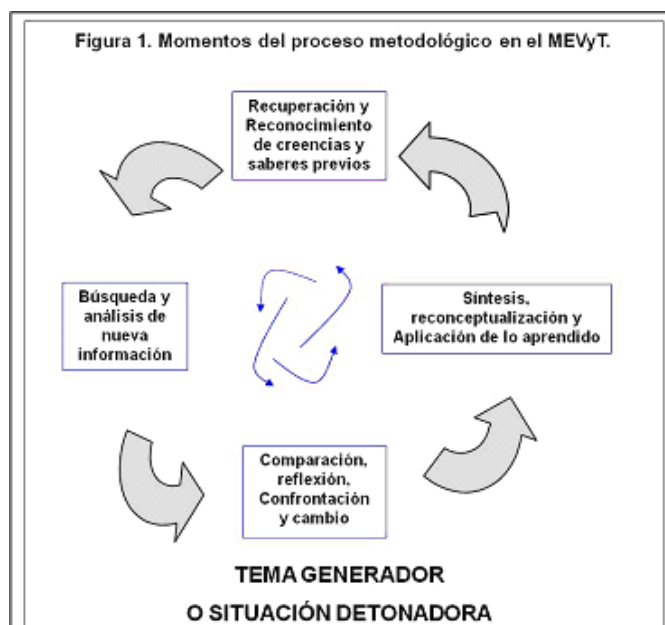 Figura 1. Momentos del proceso metodológico en el MEVyT.
Recuperación y
Reconocimiento
de creencias y
saberes previos
Búsqueda y
análisis de
nueva
información
Síntesis,
reconceptualización y
Aplicación de lo aprendido
Comparación,
reflexión,
Confrontación
y cambio
TEMA GENERADOR
O SITUACIÓN DETONADORA